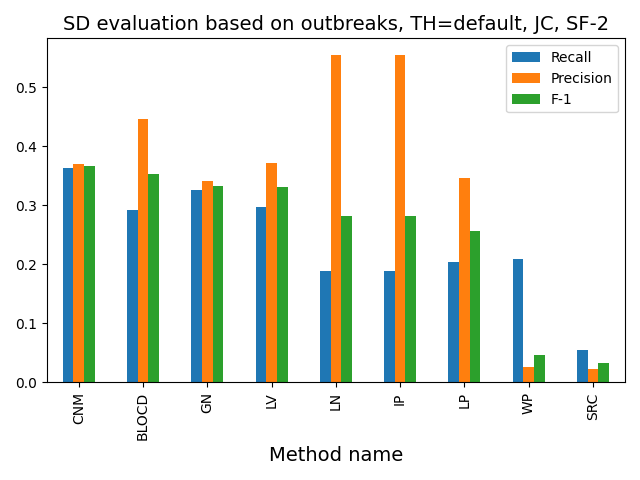 SD evaluation based on outbreaks, TH=default, JC, SF-2
Recall
Precision
F-1
0.5
0.4
0.3
0.2
0.1
0.0
CNM
BLOCD
GN
LV
LN
IP
LP
WP
SRC
Method name